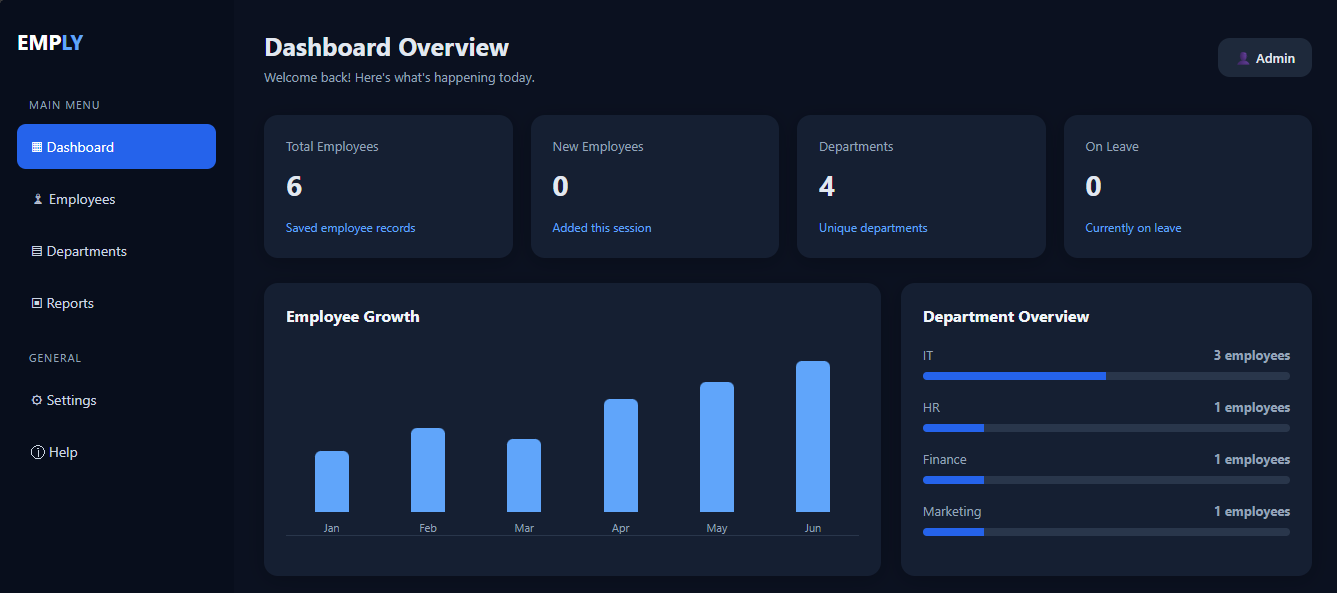 EMPLY
MAIN MENU
Dashboard
Employees
Departments
Reports
GENERAL
Settings
Help
Dashboard Overview
Welcome back! Here's what's happening today.
Admin
Total Employees
6
Saved employee records
New Employees
0
Added this session
Departments
4
Unique departments
On Leave
0
Currently on leave
Employee Growth
Jan Feb Mar Apr May Jun
Department Overview
IT 3 employees
HR 1 employees
Finance 1 employees
Marketing 1 employees